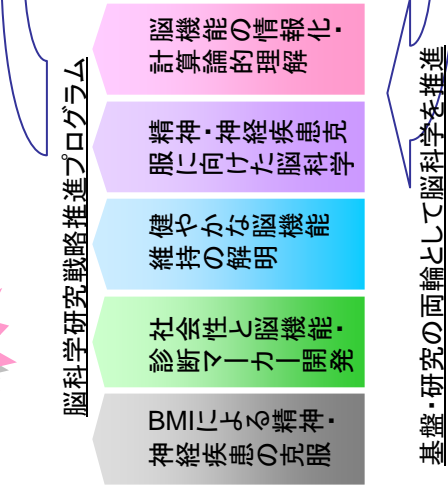 脳科学研究戦略推進プログラム
BMIによる精神・
神経疾患の克服
社会性と脳機能・
診断マーカー開発
健やかな脳機能
維持の解明
精神・神経疾患克
服に向けた脳科学
脳機能の情報化・
計算論的理解
基盤・研究の両輪として脳科学を推進